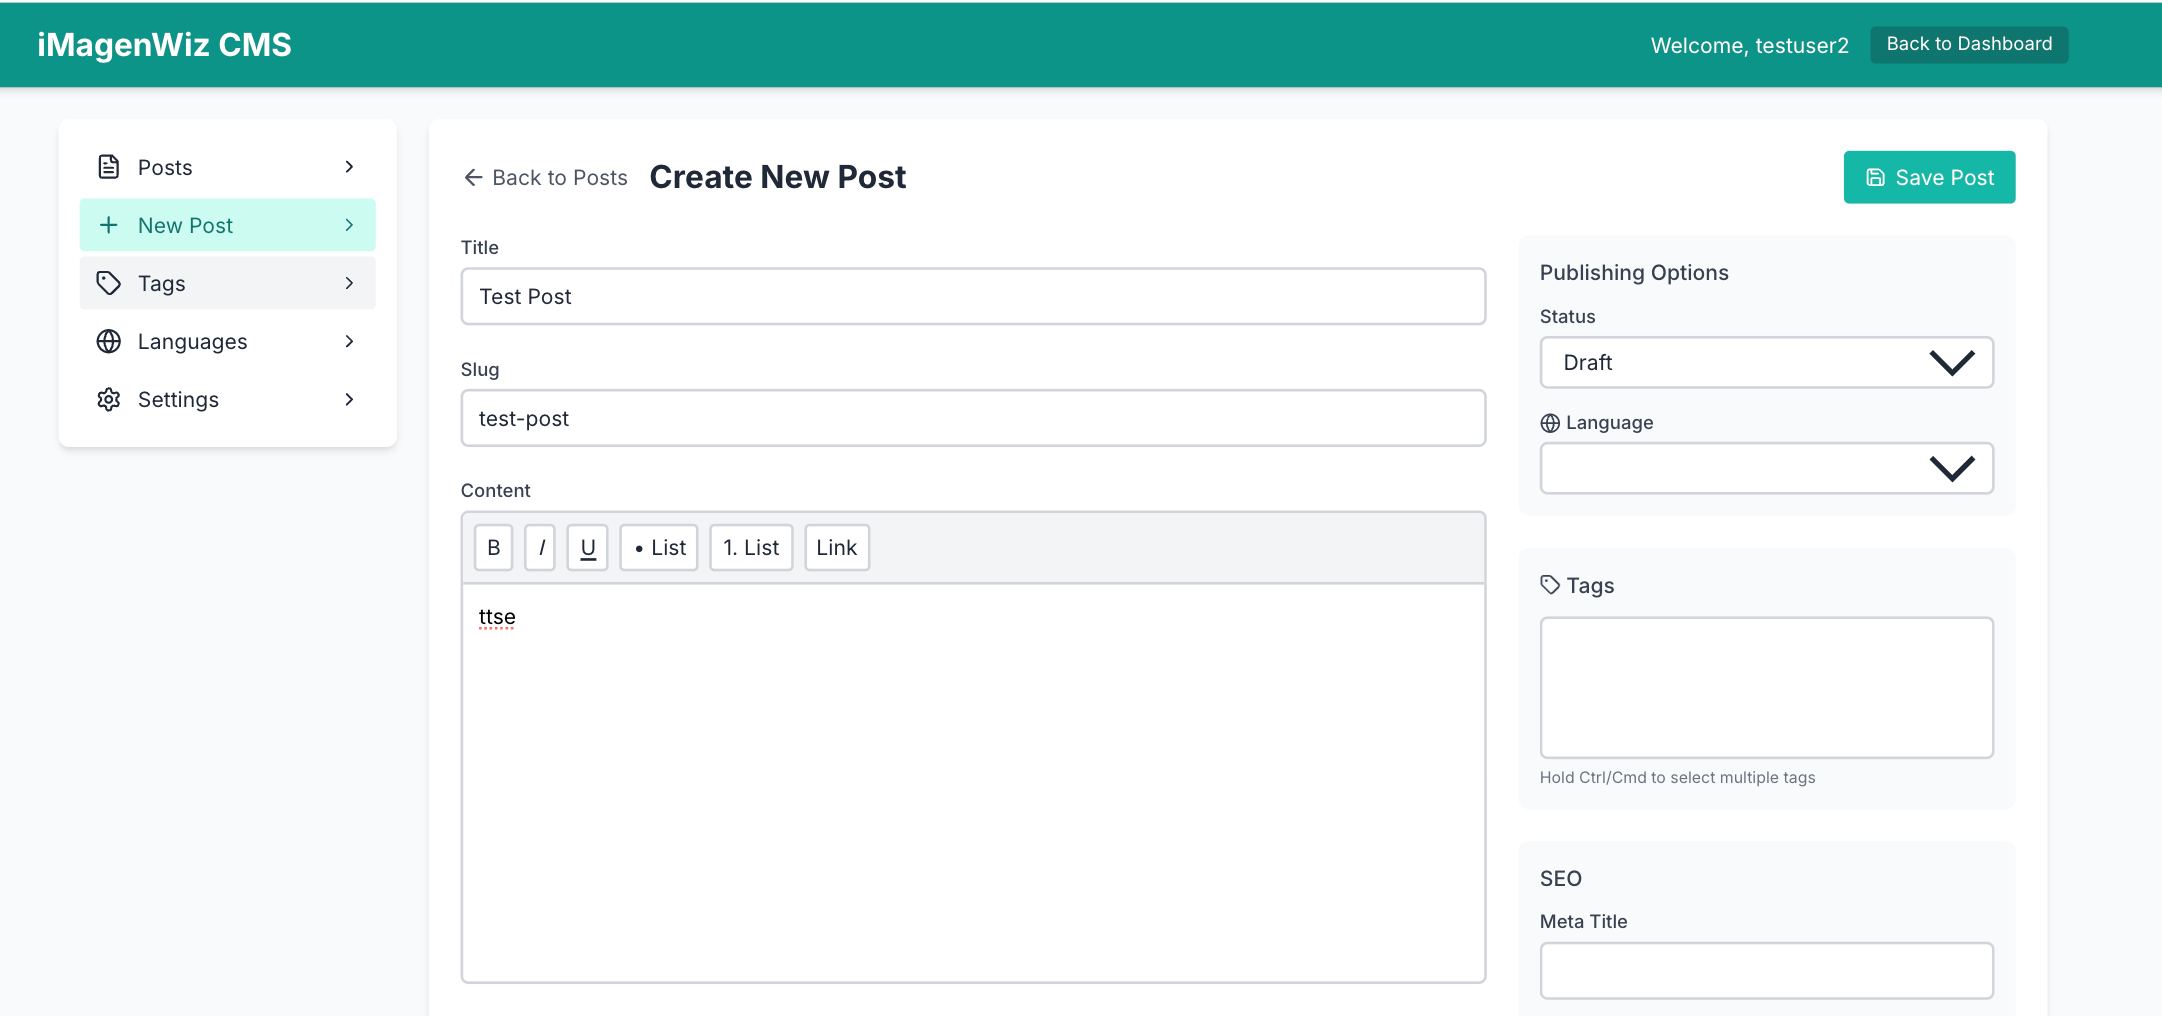 iMagenWiz CMS
Welcome, testuser2
Back to Dashboard
Posts
New Post
Tags
Languages
Settings
Back to Posts
Create New Post
Save Post
Title
Test Post
Slug
test-post
Content
B
I
U
• List
1. List
Link
ttse
Publishing Options
Status
Draft
Language
Tags
Hold Ctrl/Cmd to select multiple tags
SEO
Meta Title